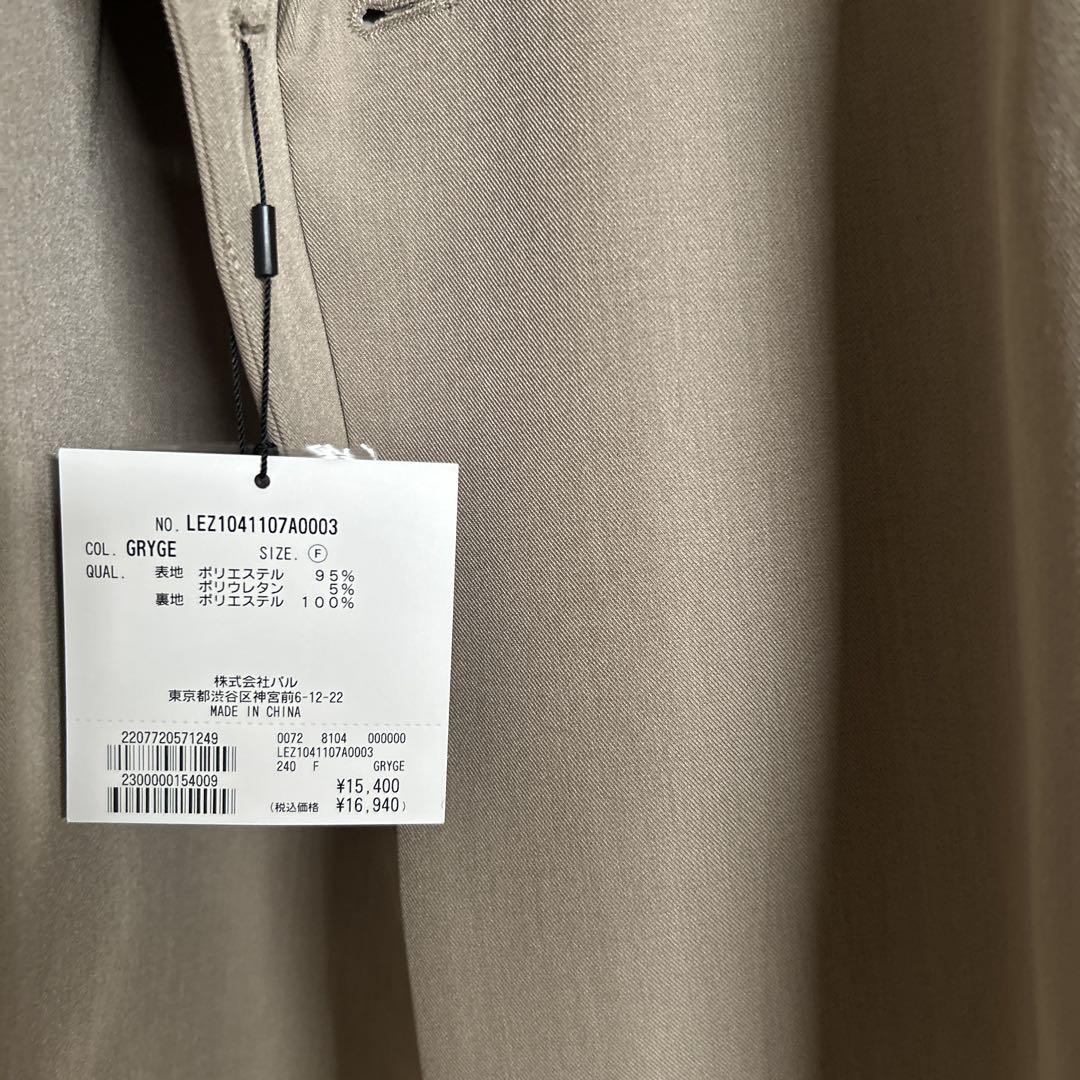 NO. LEZ1041107A0003
COL. GRYGE SIZE. Ⓕ
QUAL. 表地 ポリエステル 95%
ポリウレタン 5%
裏地 ポリエステル 100%
株式会社パル
東京都渋谷区神宮前6-12-22
MADE IN CHINA
2207720571249 0072 8104 000000
LEZ1041107A0003
240 F GRYGE
2300000154009
¥15,400
(税込価格 ¥16,940)